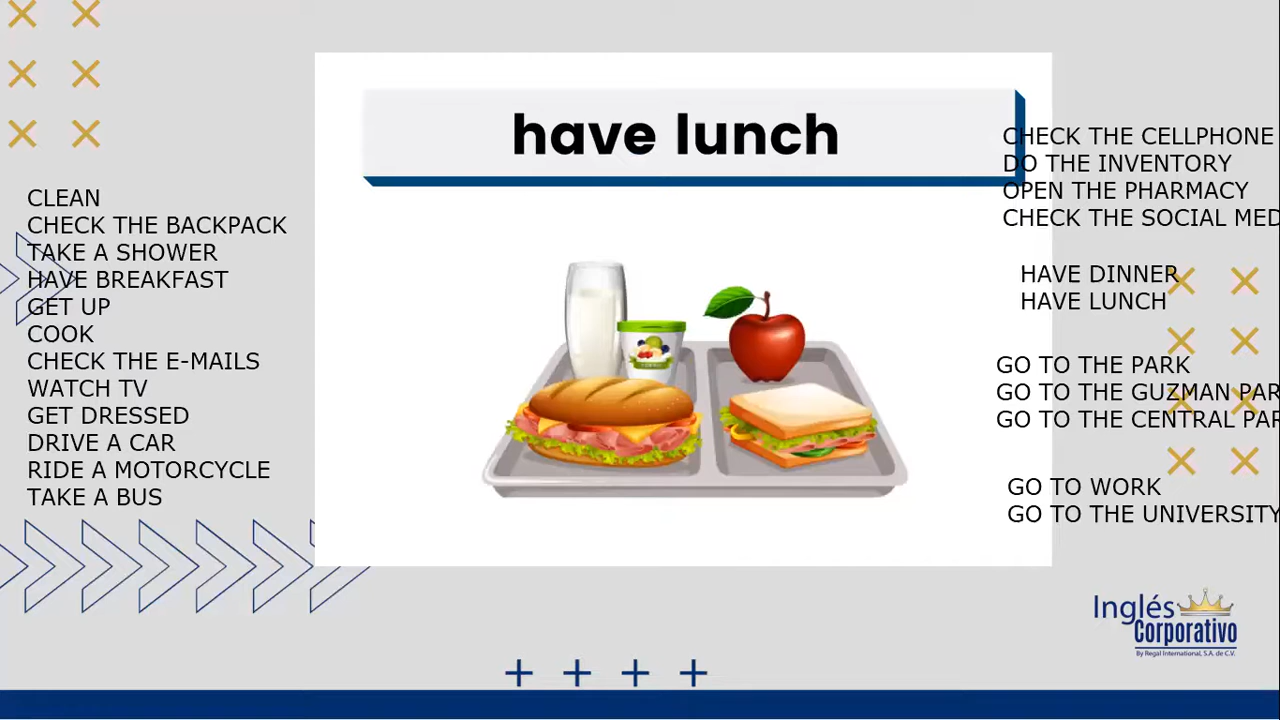 have lunch
CLEAN
CHECK THE BACKPACK
TAKE A SHOWER
HAVE BREAKFAST
GET UP
COOK
CHECK THE E-MAILS
WATCH TV
GET DRESSED
DRIVE A CAR
RIDE A MOTORCYCLE
TAKE A BUS
CHECK THE CELLPHONE
DO THE INVENTORY
OPEN THE PHARMACY
CHECK THE SOCIAL MED
HAVE DINNER
HAVE LUNCH
GO TO THE PARK
GO TO THE GUZMAN PAR
GO TO THE CENTRAL PAR
GO TO WORK
GO TO THE UNIVERSITY
Inglés
Corporativo
By Regal International, S.A. de C.V.